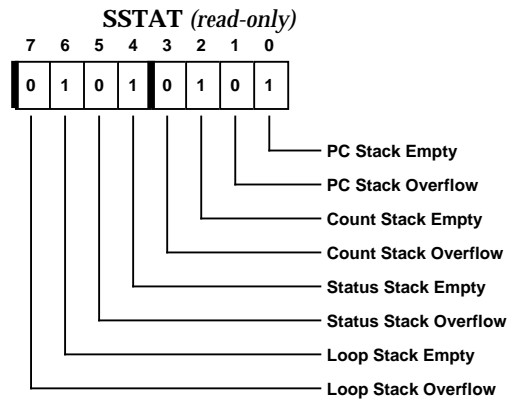 SSTAT (read-only)
7 6 5 4 3 2 1 0
0 1 0 1 0 1 0 1
PC Stack Empty
PC Stack Overflow
Count Stack Empty
Count Stack Overflow
Status Stack Empty
Status Stack Overflow
Loop Stack Empty
Loop Stack Overflow